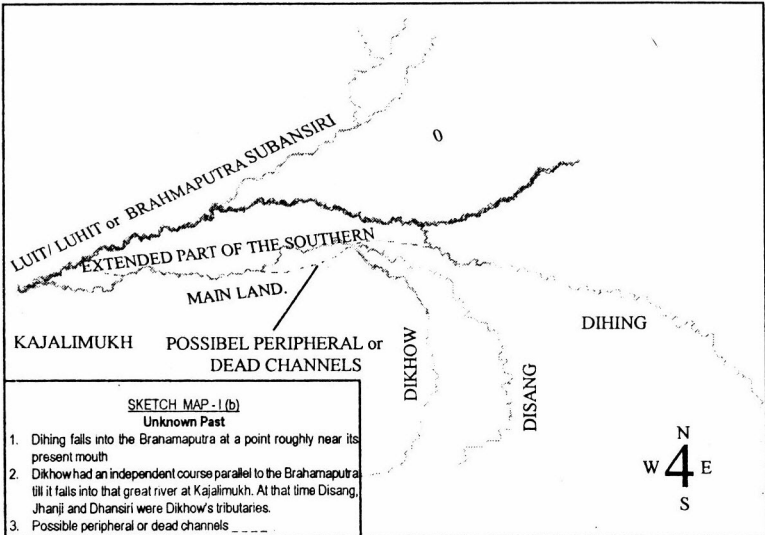 LUIT/ LUHIT or BRAHMAPUTRA
SUBANSIRI
0
EXTENDED PART OF THE SOUTHERN
MAIN LAND.
KAJALIMUKH
POSSIBEL PERIPHERAL or
DEAD CHANNELS
DIKHOW
DISANG
DIHING
N
W 4 E
S
SKETCH MAP - I (b)
Unknown Past
1. Dihing falls into the Branamaputra at a point roughly near its
present mouth
2. Dikhow had an independent course parallel to the Brahamaputra
till it falls into that great river at Kajalimukh. At that time Disang,
Jhanji and Dhansiri were Dikhow's tributaries.
3. Possible peripheral or dead channels _ _ _ _